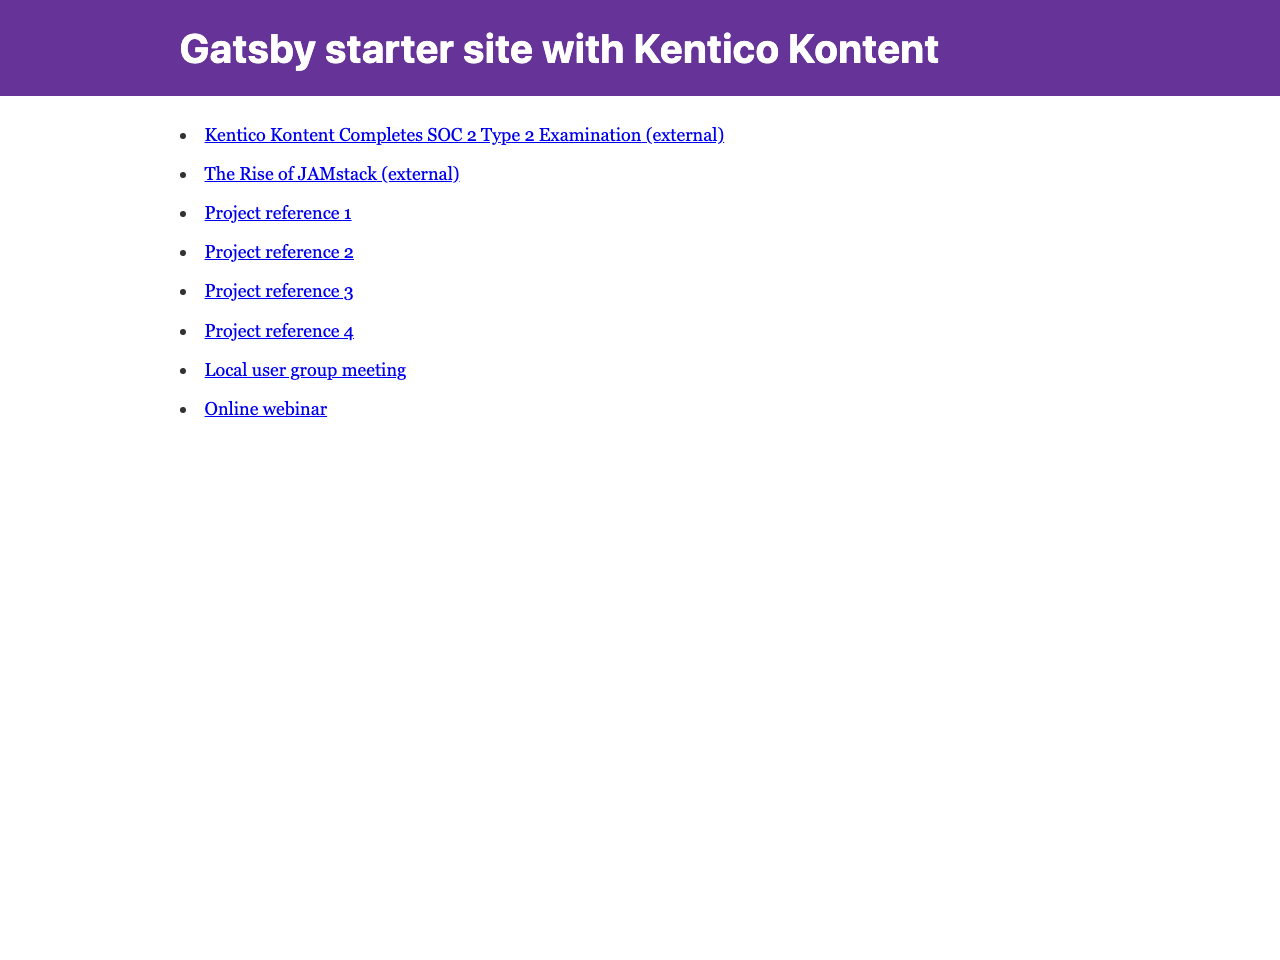 Gatsby starter site with Kentico Kontent
Kentico Kontent Completes SOC 2 Type 2 Examination (external)
The Rise of JAMstack (external)
Project reference 1
Project reference 2
Project reference 3
Project reference 4
Local user group meeting
Online webinar